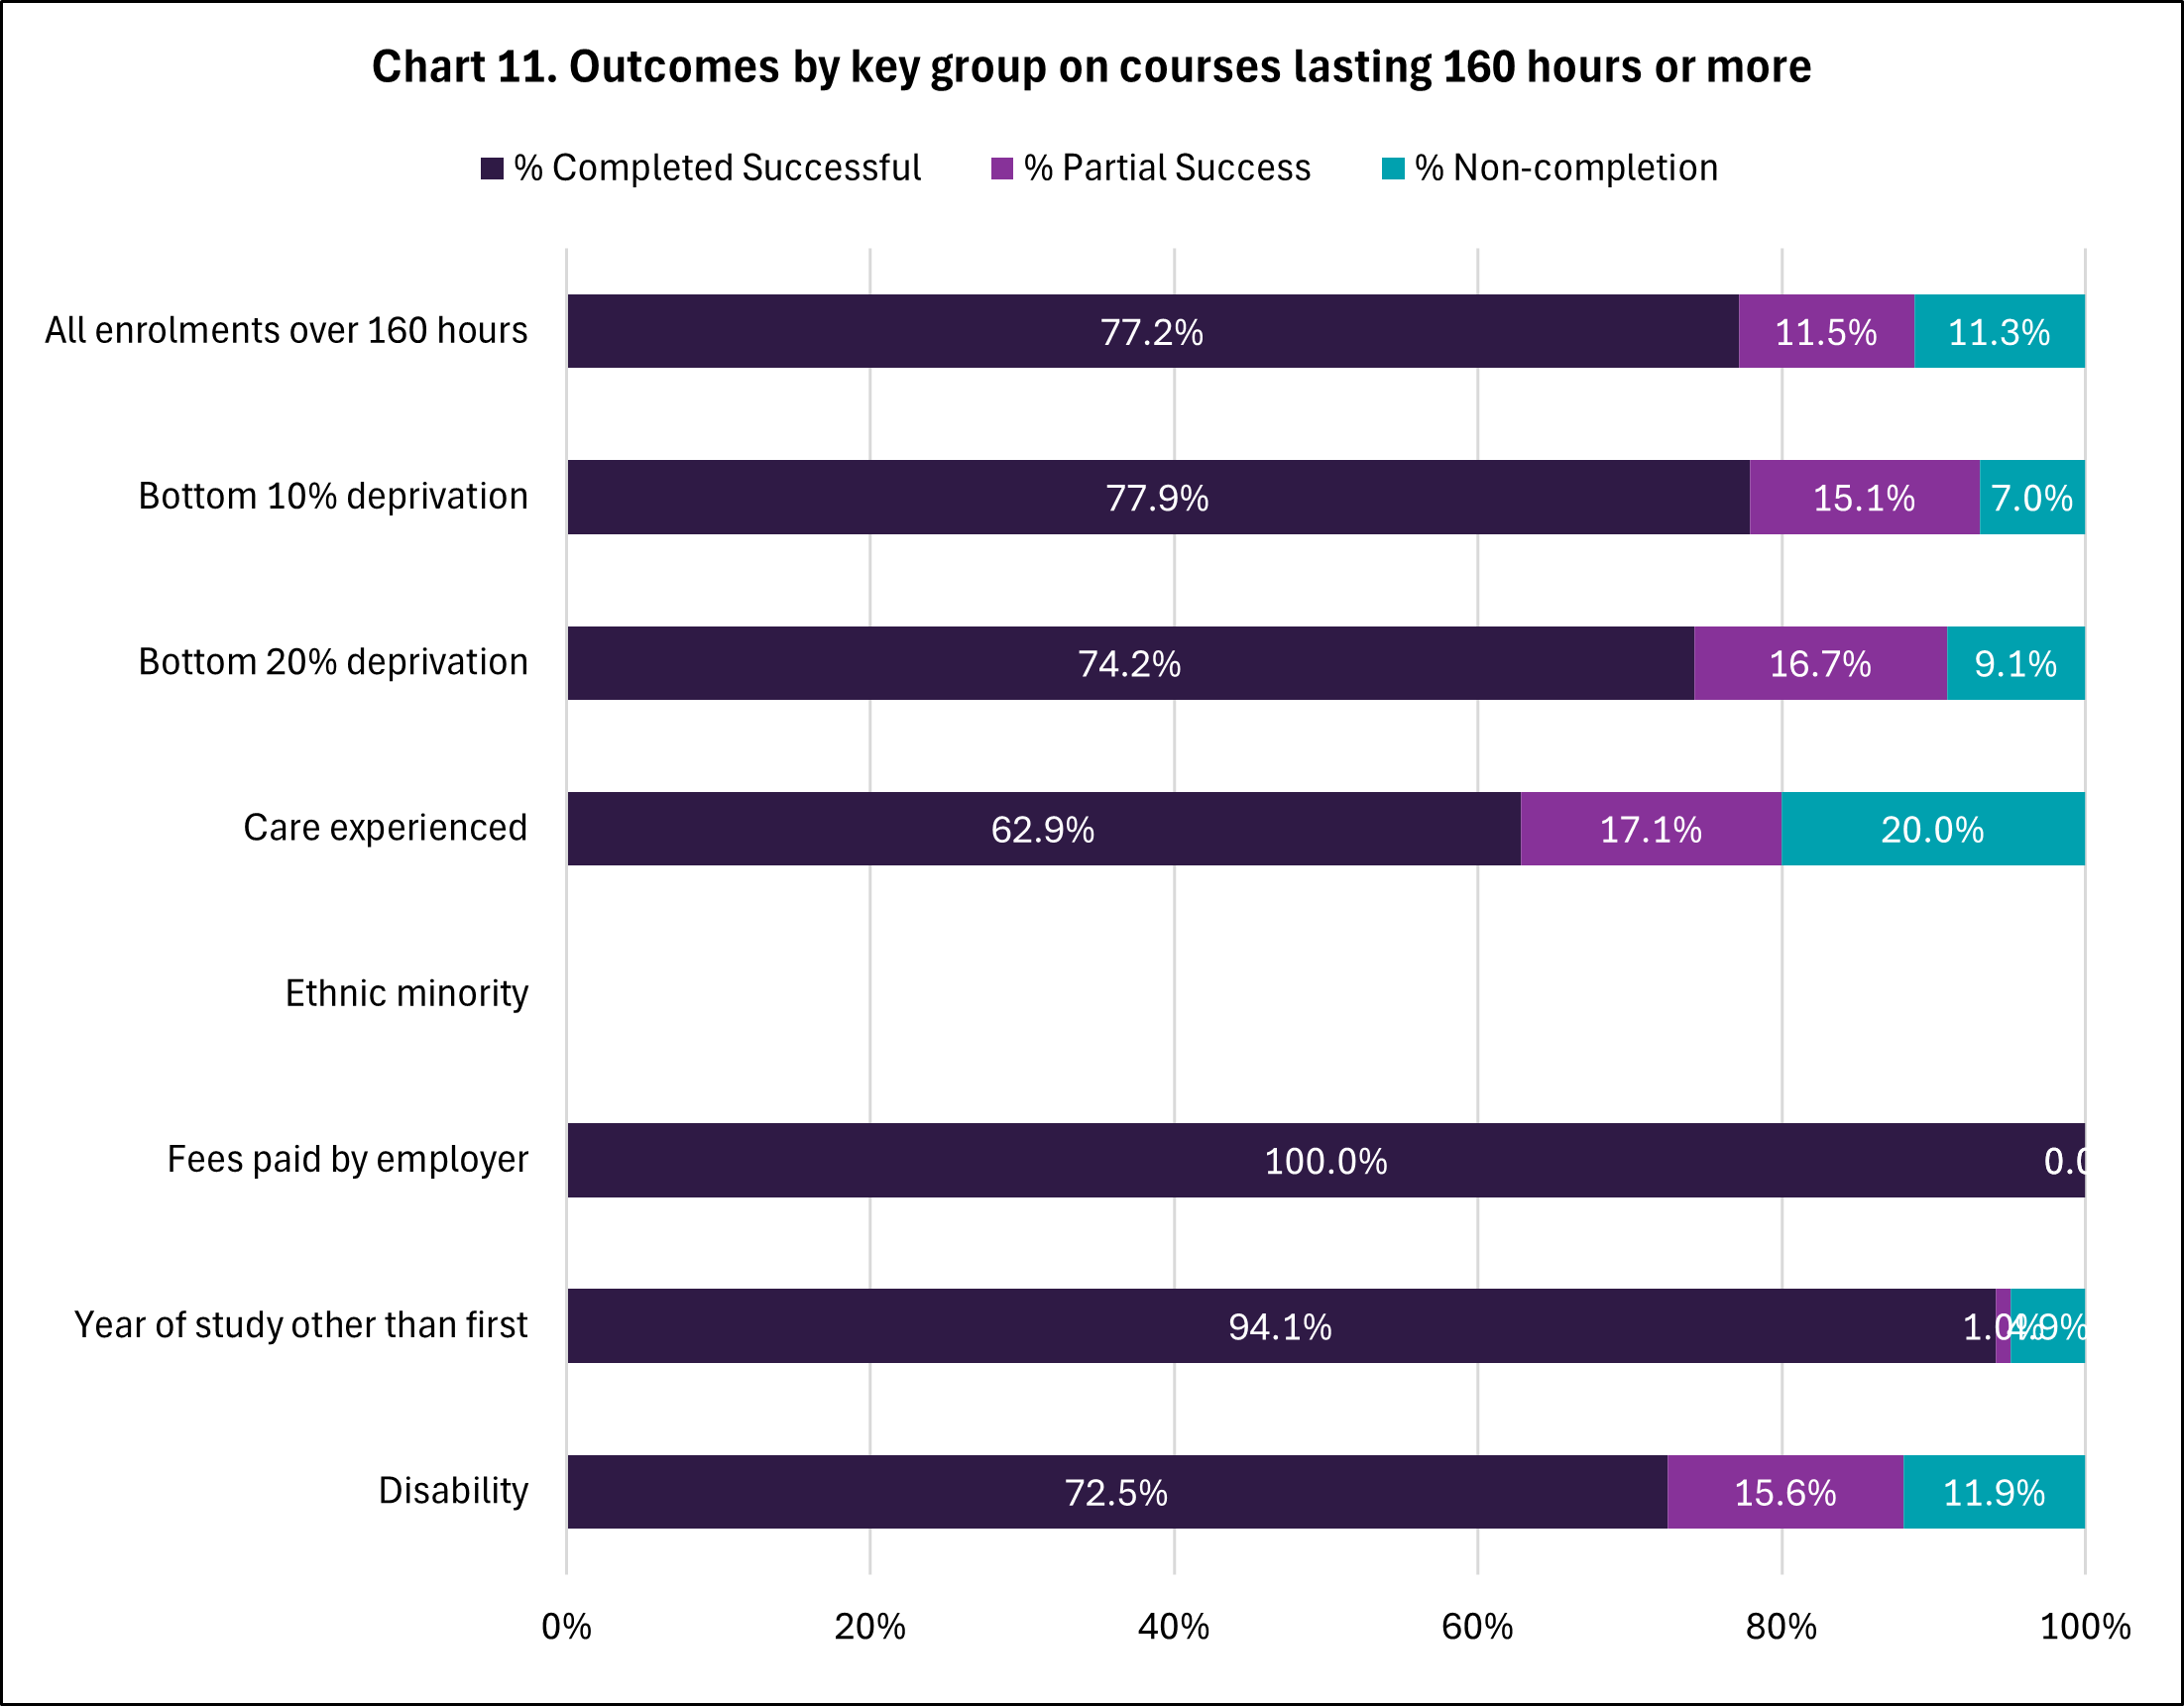 Chart 11. Outcomes by key group on courses lasting 160 hours or more
% Completed Successful % Partial Success % Non-completion
All enrolments over 160 hours 77.2% 11.5% 11.3%
Bottom 10% deprivation 77.9% 15.1% 7.0%
Bottom 20% deprivation 74.2% 16.7% 9.1%
Care experienced 62.9% 17.1% 20.0%
Ethnic minority
Fees paid by employer 100.0%
Year of study other than first 94.1% 1.0% 4.9%
Disability 72.5% 15.6% 11.9%
0% 20% 40% 60% 80% 100%